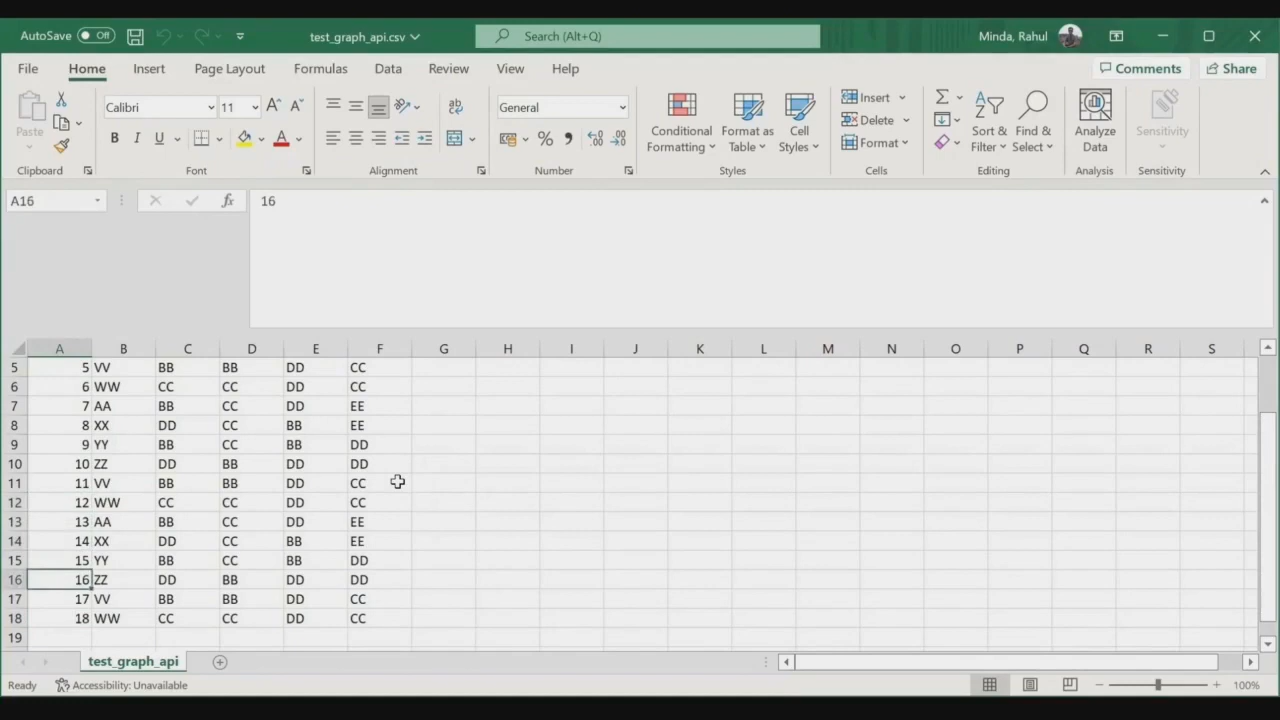 AutoSave Off test_graph_api.csv Search (Alt+Q) Minda, Rahul
File Home Insert Page Layout Formulas Data Review View Help Comments Share
Paste Calibri 11 General Conditional Formatting Format as Table Cell Styles Insert Delete Format Sort & Filter Find & Select Analyze Data Sensitivity
Clipboard Font Alignment Number Styles Cells Editing Analysis Sensitivity
A16 fx 16
A B C D E F G H I J K L M N O P Q R S
5 5 VV BB BB DD CC
6 6 WW CC CC DD CC
7 7 AA BB CC DD EE
8 8 XX DD CC BB EE
9 9 YY BB CC BB DD
10 10 ZZ DD BB DD DD
11 11 VV BB BB DD CC
12 12 WW CC CC DD CC
13 13 AA BB CC DD EE
14 14 XX DD CC BB EE
15 15 YY BB CC BB DD
16 16 ZZ DD BB DD DD
17 17 VV BB BB DD CC
18 18 WW CC CC DD CC
19
test_graph_api
Ready Accessibility: Unavailable 100%